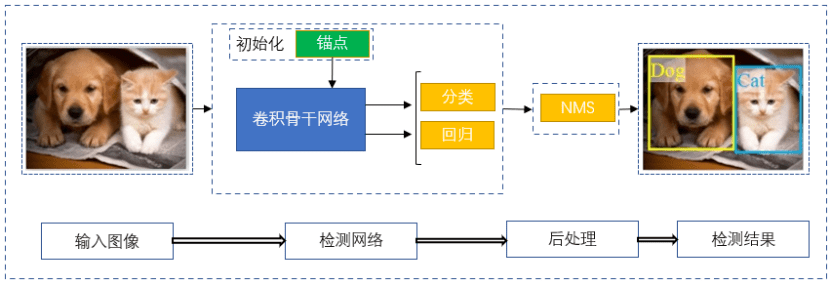 初始化
锚点
卷积骨干网络
分类
回归
NMS
Dog
Cat
输入图像
检测网络
后处理
检测结果